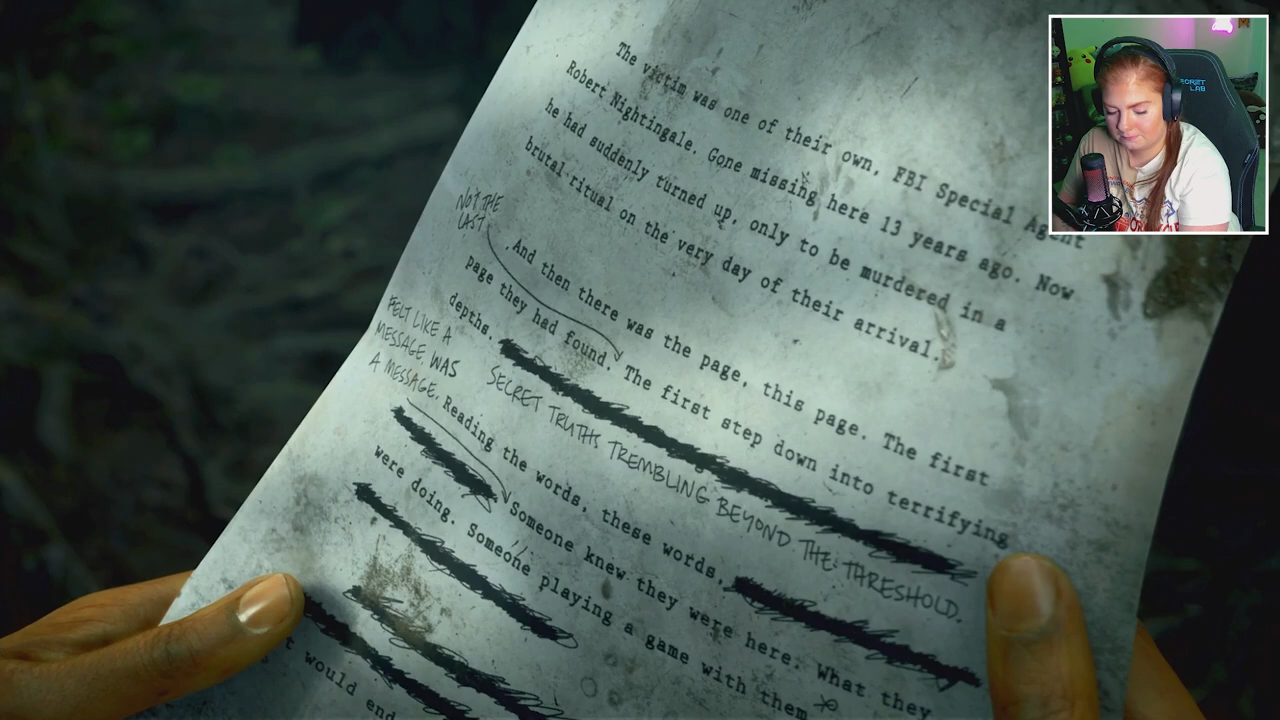 The victim was one of their own, FBI Special Agent
Robert Nightingale. Gone missing here 13 years ago. Now
he had suddenly turned up, only to be murdered in a
brutal ritual on the very day of their arrival.
NOT THE
LAST
And then there was the page, this page. The first
page they had found. The first step down into terrifying
depths.
SECRET TRUTHS TREMBLING BEYOND THE THRESHOLD.
FELT LIKE A
MESSAGE. WAS
A MESSAGE.
Reading the words, these words,
Someone knew they were here. What they
were doing. Someone playing a game with them
would
end
SECRET
LAB